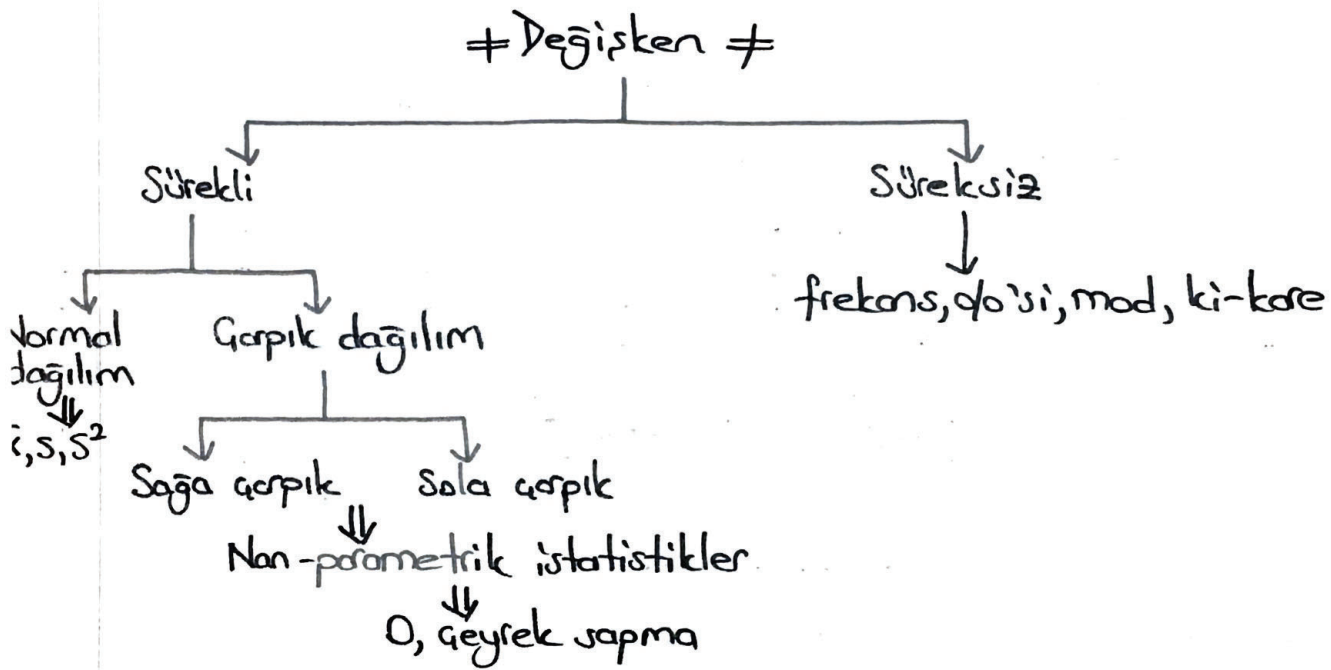 ≠ Değişken ≠
Sürekli
Süreksiz
Normal dağılım
Çarpık dağılım
frekans, %'si, mod, ki-kare
s, s²
Sağa çarpık
Sola çarpık
Non-parametrik istatistikler
O, çeyrek sapma